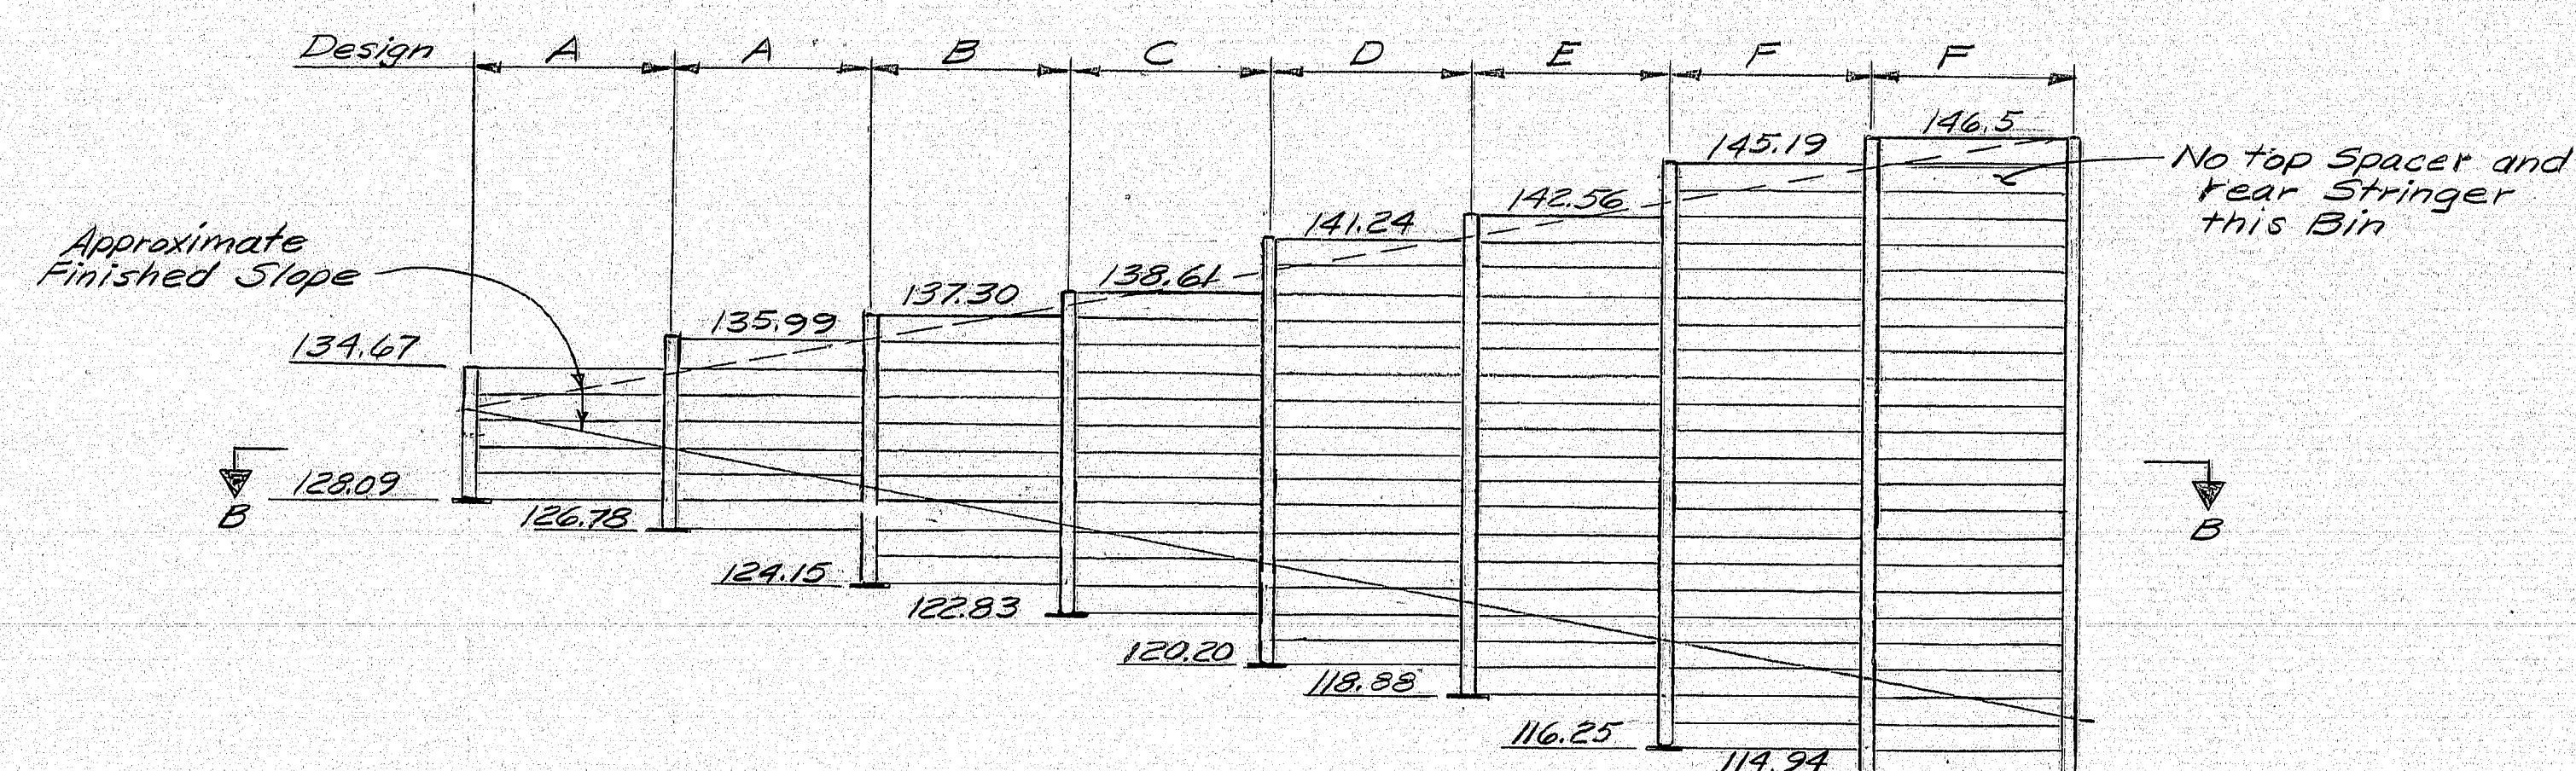 Design A A B C D E F F
146.5
145.19
No top Spacer and
rear Stringer
this Bin
142.56
141.24
Approximate
Finished Slope
138.61
137.30
135.99
134.67
128.09
B
126.78
B
124.15
122.83
120.20
118.88
116.25
114.94